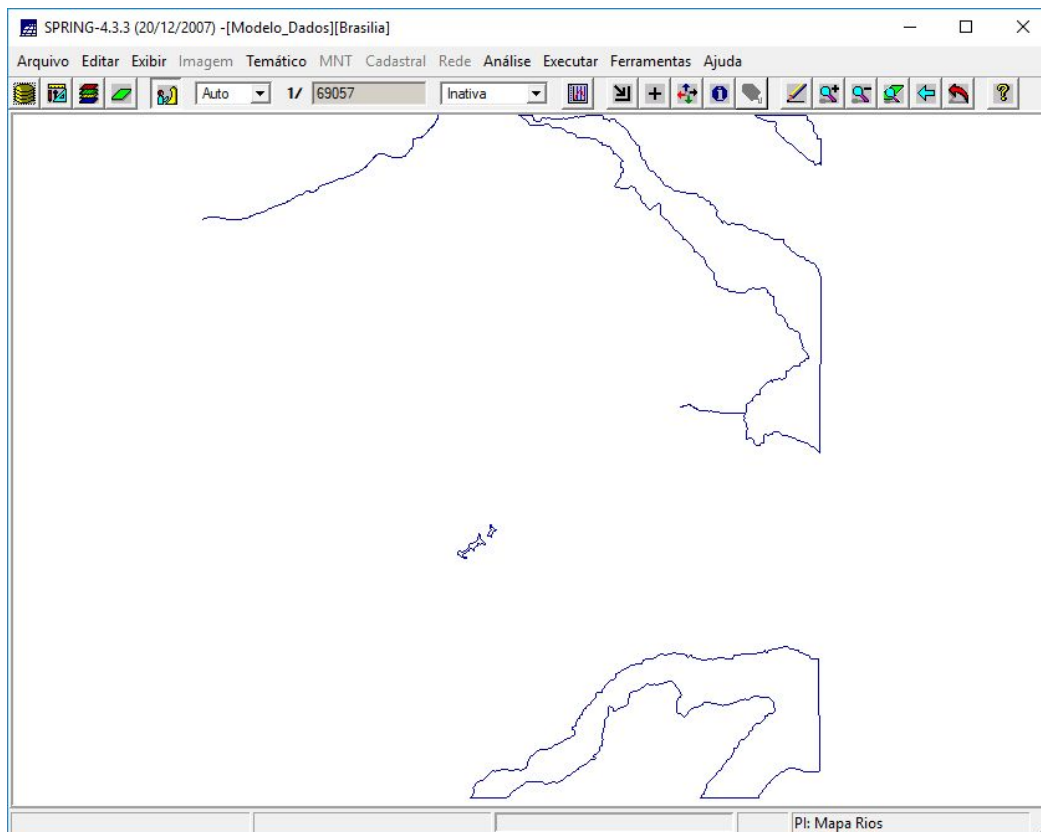 SPRING-4.3.3 (20/12/2007) -[Modelo_Dados][Brasilia]
Arquivo Editar Exibir Imagem Temático MNT Cadastral Rede Análise Executar Ferramentas Ajuda
Auto 1/ 69057 Inativa
PI: Mapa Rios